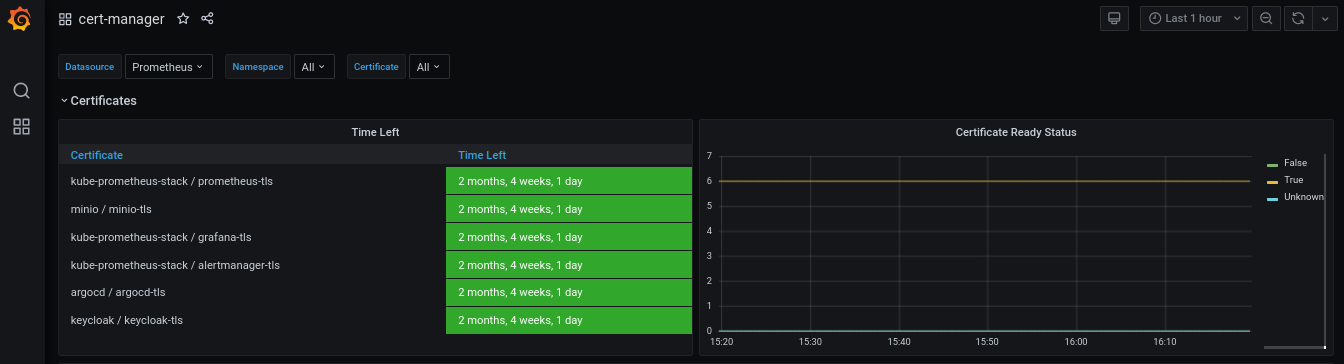 cert-manager
Last 1 hour
Datasource Prometheus Namespace All Certificate All
Certificates
Time Left
Certificate Time Left
kube-prometheus-stack / prometheus-tls 2 months, 4 weeks, 1 day
minio / minio-tls 2 months, 4 weeks, 1 day
kube-prometheus-stack / grafana-tls 2 months, 4 weeks, 1 day
kube-prometheus-stack / alertmanager-tls 2 months, 4 weeks, 1 day
argocd / argocd-tls 2 months, 4 weeks, 1 day
keycloak / keycloak-tls 2 months, 4 weeks, 1 day
Certificate Ready Status
7
6
5
4
3
2
1
0
15:20 15:30 15:40 15:50 16:00 16:10
False
True
Unknown